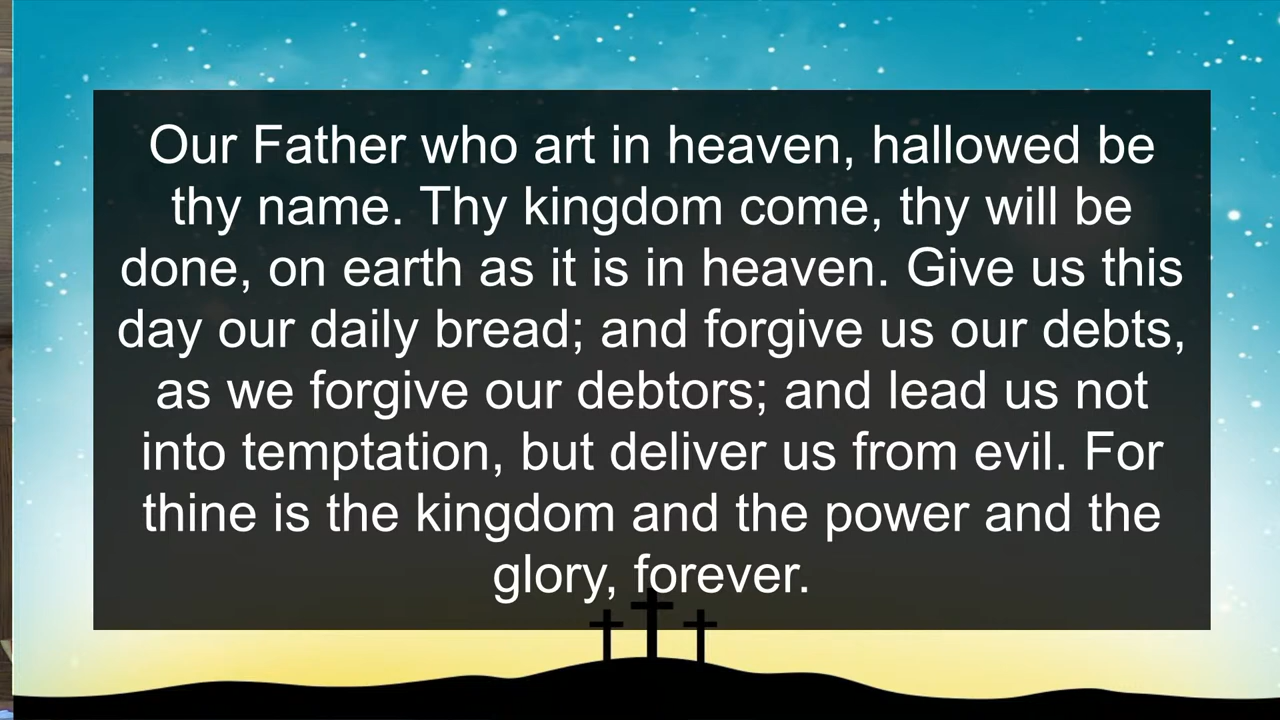 Our Father who art in heaven, hallowed be
thy name. Thy kingdom come, thy will be
done, on earth as it is in heaven. Give us this
day our daily bread; and forgive us our debts,
as we forgive our debtors; and lead us not
into temptation, but deliver us from evil. For
thine is the kingdom and the power and the
glory, forever.